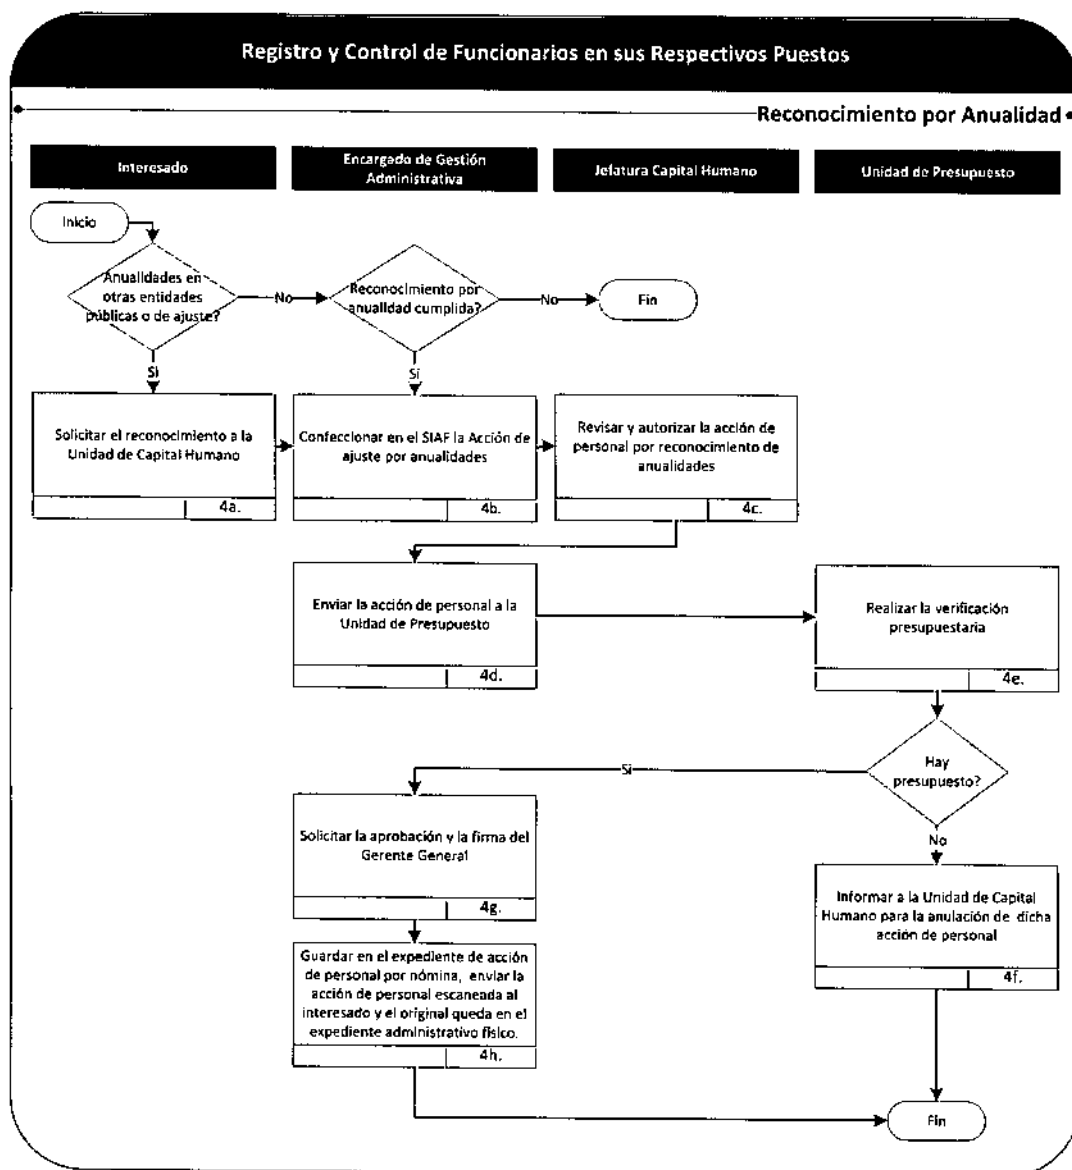 Registro y Control de Funcionarios en sus Respectivos Puestos
Reconocimiento por Anualidad
Interesado
Encargado de Gestión
Administrativa
Jefatura Capital Humano
Unidad de Presupuesto
Inicio
Anualidades en
otras entidades
públicas o de ajuste?
No
Reconocimiento por
anualidad cumplida?
No
Fin
Si
Si
Solicitar el reconocimiento a la
Unidad de Capital Humano
4a.
Confeccionar en el SIAF la Acción de
ajuste por anualidades
4b.
Revisar y autorizar la acción de
personal por reconocimiento de
anualidades
4c.
Enviar la acción de personal a la
Unidad de Presupuesto
4d.
Realizar la verificación
presupuestaria
4e.
Hay
presupuesto?
Si
No
Solicitar la aprobación y la firma del
Gerente General
4g.
Informar a la Unidad de Capital
Humano para la anulación de dicha
acción de personal
4f.
Guardar en el expediente de acción
de personal por nómina, enviar la
acción de personal escaneada al
interesado y el original queda en el
expediente administrativo físico.
4h.
Fin